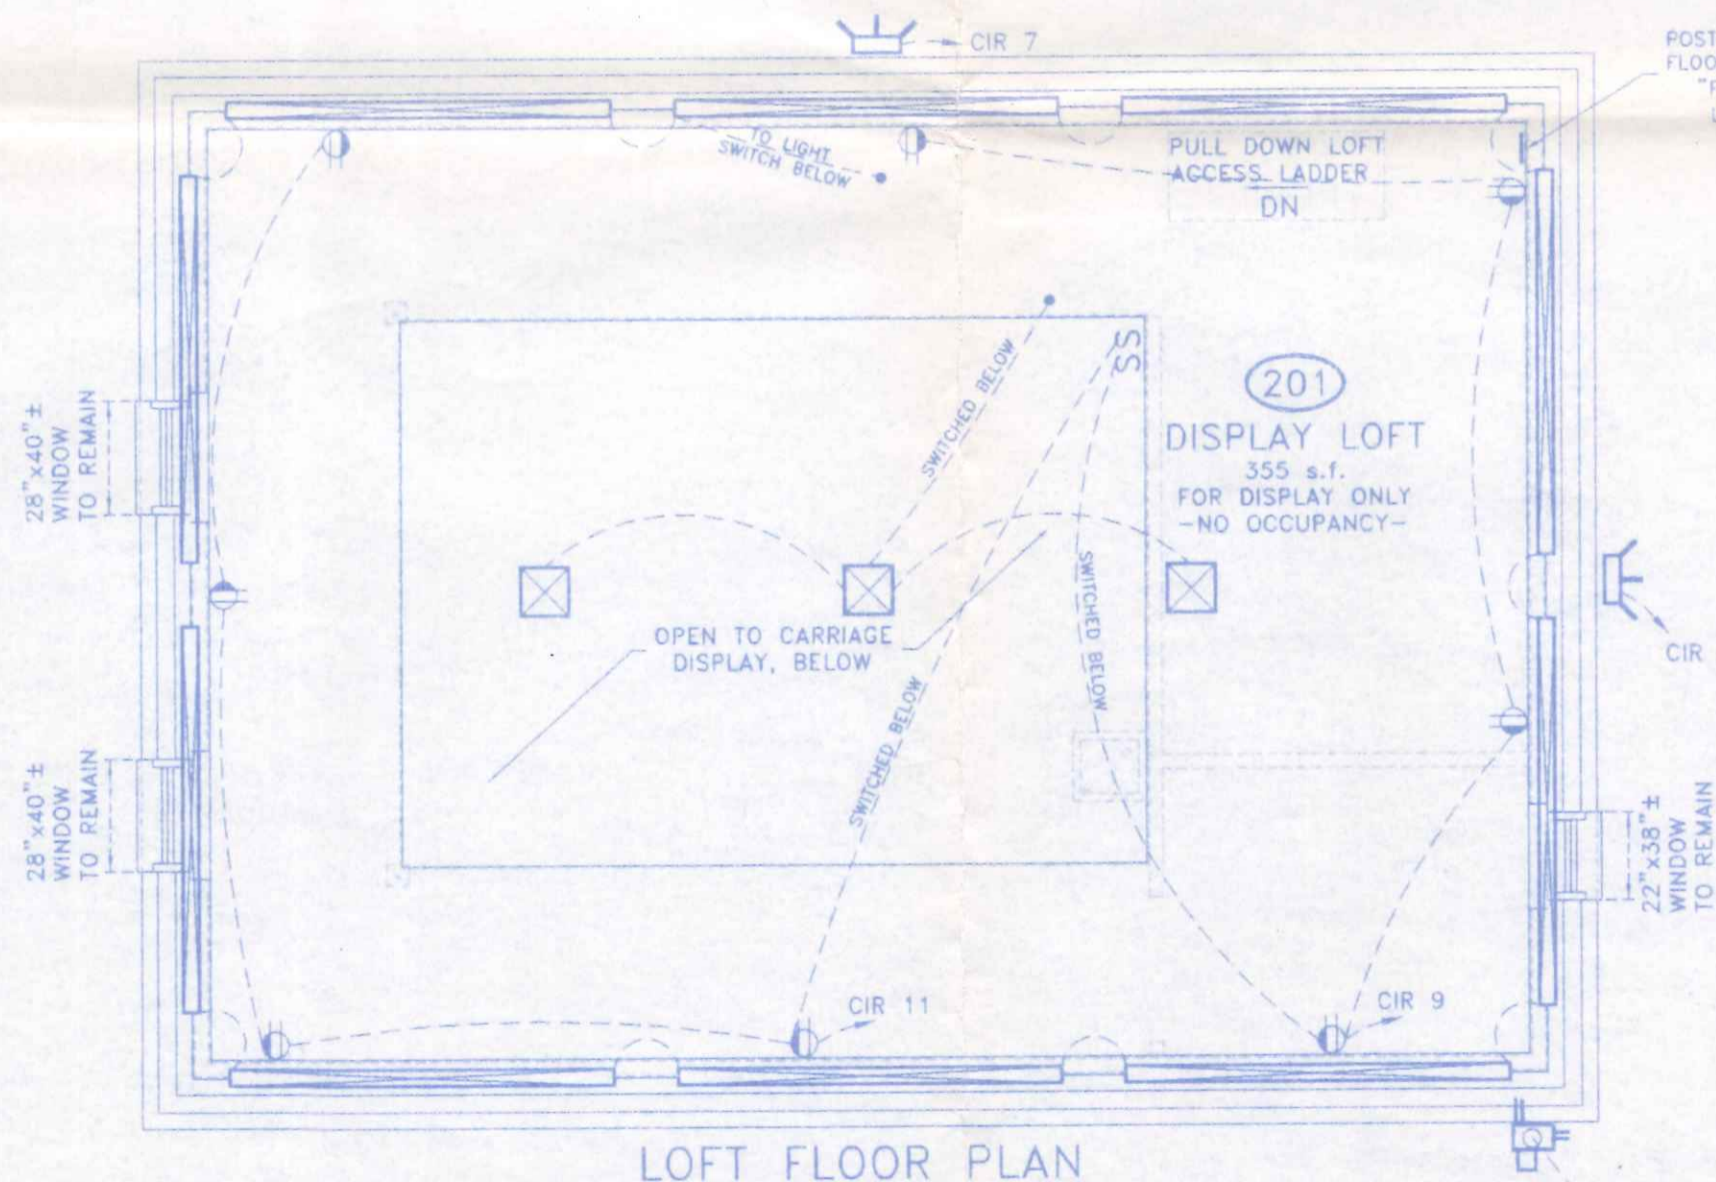 CIR 7
POST
FLOO
"F
TO LIGHT
SWITCH BELOW
PULL DOWN LOFT
ACCESS LADDER
DN
28"x40"±
WINDOW
TO REMAIN
SWITCHED BELOW
SS
201
DISPLAY LOFT
355 s.f.
FOR DISPLAY ONLY
-NO OCCUPANCY-
SWITCHED BELOW
OPEN TO CARRIAGE
DISPLAY, BELOW
CIR
SWITCHED BELOW
28"x40"±
WINDOW
TO REMAIN
22"x38"±
WINDOW
TO REMAIN
CIR 11
CIR 9
LOFT FLOOR PLAN